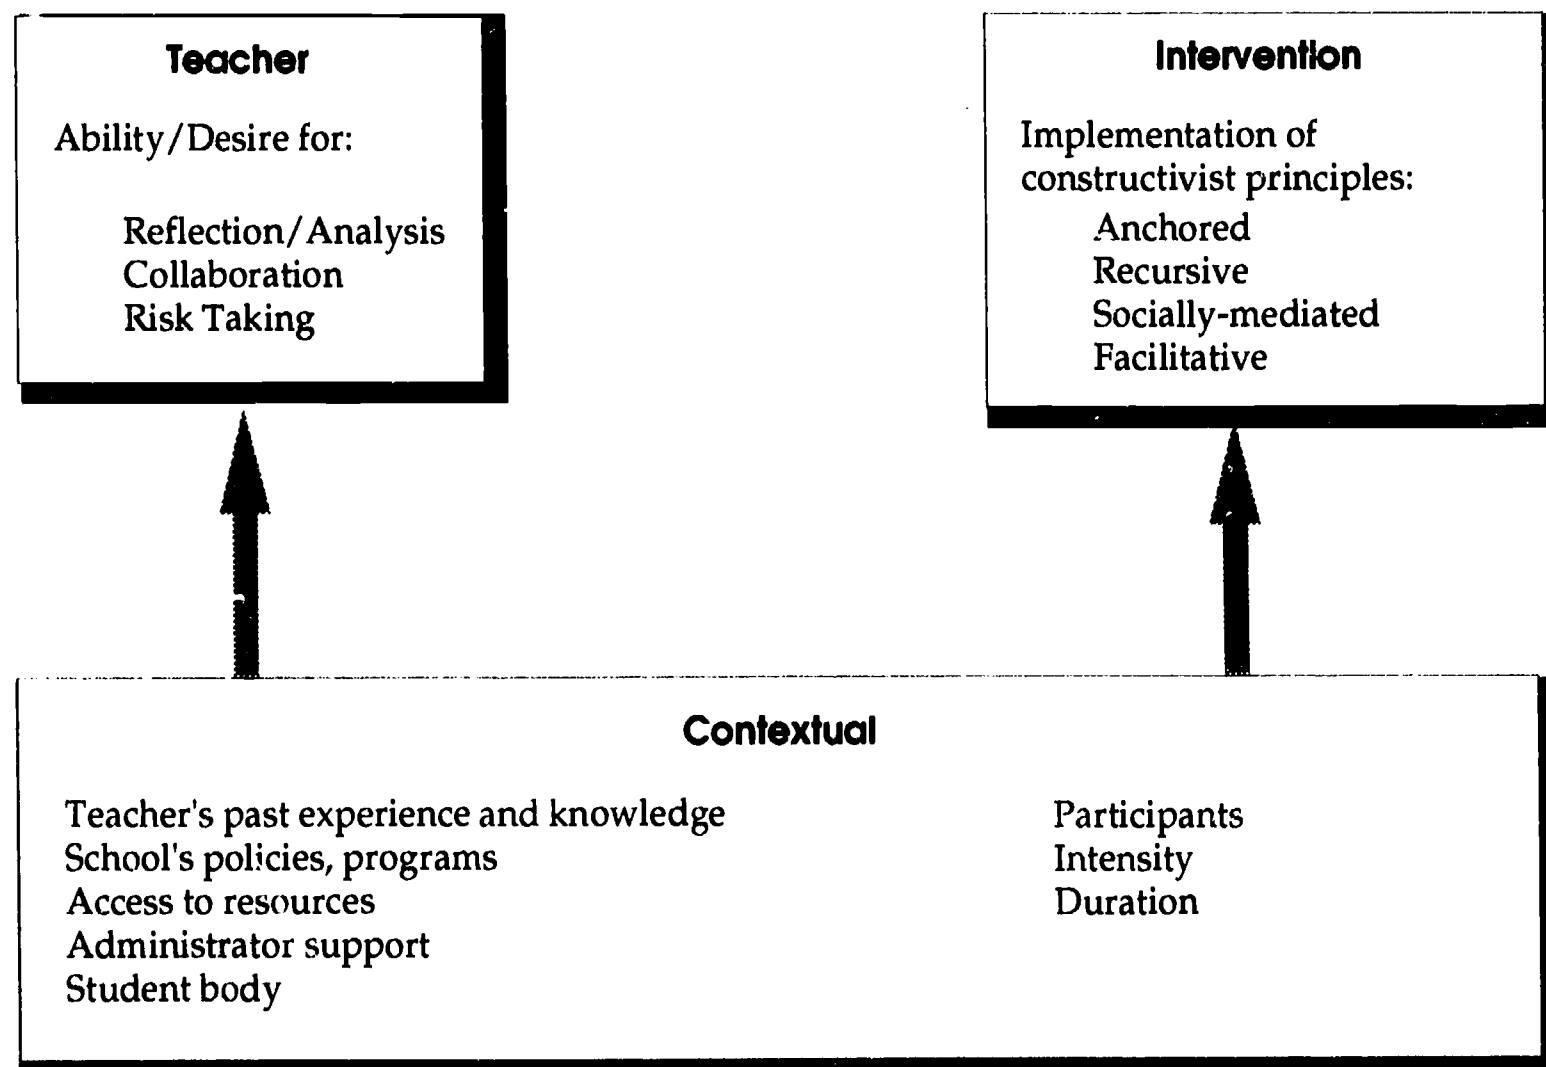 Teacher
Ability/Desire for:
Reflection/Analysis
Collaboration
Risk Taking
Intervention
Implementation of
constructivist principles:
Anchored
Recursive
Socially-mediated
Facilitative
Contextual
Teacher's past experience and knowledge
School's policies, programs
Access to resources
Administrator support
Student body
Participants
Intensity
Duration